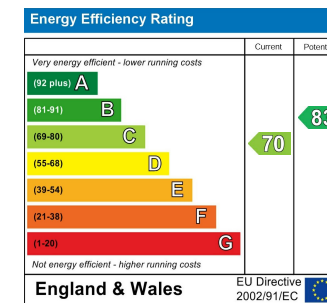 Energy Efficiency Rating
Current Potent
Very energy efficient - lower running costs
(92 plus) A
(81-91) B
83
(69-80) C
70
(55-68) D
(39-54) E
(21-38) F
(1-20) G
Not energy efficient - higher running costs
England & Wales
EU Directive
2002/91/EC